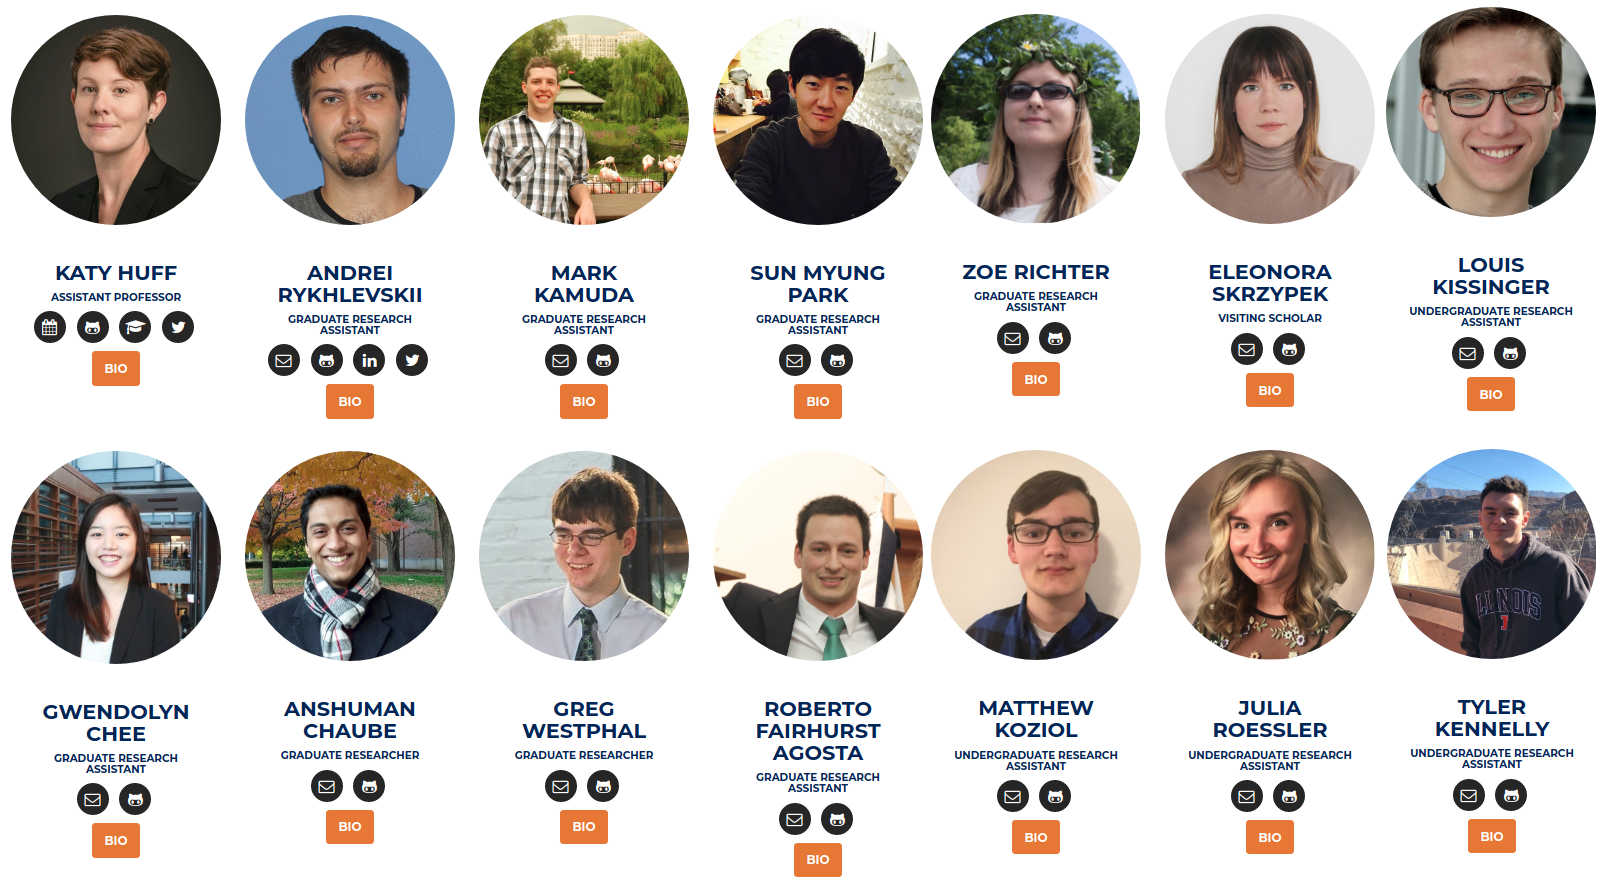 KATY HUFF
ASSISTANT PROFESSOR
BIO
ANDREI
RYKHLEVSKII
GRADUATE RESEARCH
ASSISTANT
in
BIO
MARK
KAMUDA
GRADUATE RESEARCH
ASSISTANT
BIO
SUN MYUNG
PARK
GRADUATE RESEARCH
ASSISTANT
BIO
ZOE RICHTER
GRADUATE RESEARCH
ASSISTANT
BIO
ELEONORA
SKRZYPEK
VISITING SCHOLAR
BIO
LOUIS
KISSINGER
UNDERGRADUATE RESEARCH
ASSISTANT
BIO
GWENDOLYN
CHEE
GRADUATE RESEARCH
ASSISTANT
BIO
ANSHUMAN
CHAUBE
GRADUATE RESEARCHER
BIO
GREG
WESTPHAL
GRADUATE RESEARCHER
BIO
ROBERTO
FAIRHURST
AGOSTA
GRADUATE RESEARCH
ASSISTANT
BIO
MATTHEW
KOZIOL
UNDERGRADUATE RESEARCH
ASSISTANT
BIO
JULIA
ROESSLER
UNDERGRADUATE RESEARCH
ASSISTANT
BIO
ILLINOIS
I
TYLER
KENNELLY
UNDERGRADUATE RESEARCH
ASSISTANT
BIO